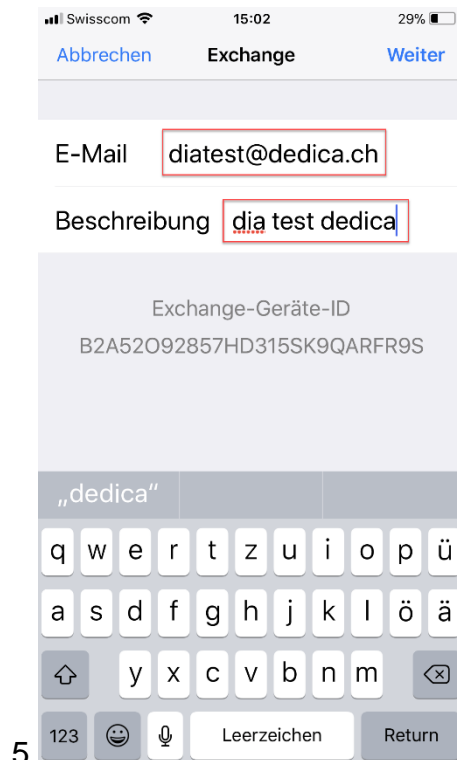 Swisscom 15:02 29%
Abbrechen Exchange Weiter
E-Mail diatest@dedica.ch
Beschreibung dia test dedica
Exchange-Geräte-ID
B2A52O92857HD315SK9QARFR9S
„dedica“
q w e r t z u i o p ü
a s d f g h j k l ö ä
y x c v b n m
123 Leerzeichen Return
5